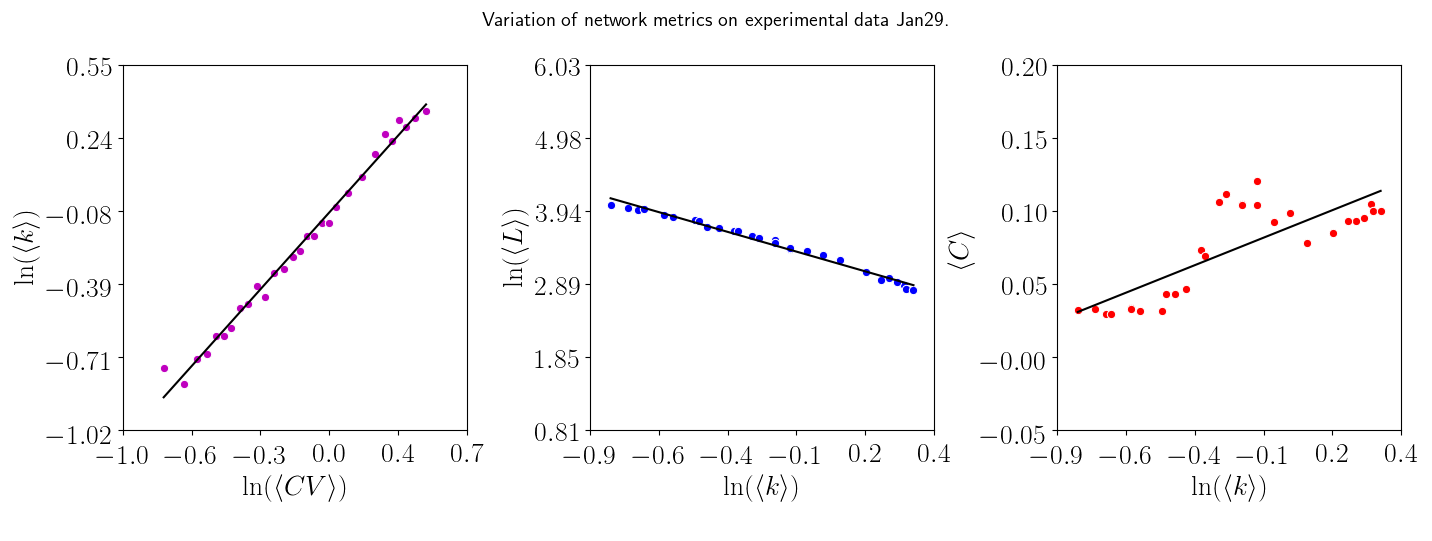 Variation of network metrics on experimental data Jan29.
0.55
0.24
−0.08
−0.39
−0.71
−1.02
ln(⟨k⟩)
−1.0 −0.6 −0.3 0.0 0.4 0.7
ln(⟨CV⟩)
6.03
4.98
3.94
2.89
1.85
0.81
ln(⟨L⟩)
−0.9 −0.6 −0.4 −0.1 0.2 0.4
ln(⟨k⟩)
0.20
0.15
0.10
0.05
−0.00
−0.05
⟨C⟩
−0.9 −0.6 −0.4 −0.1 0.2 0.4
ln(⟨k⟩)